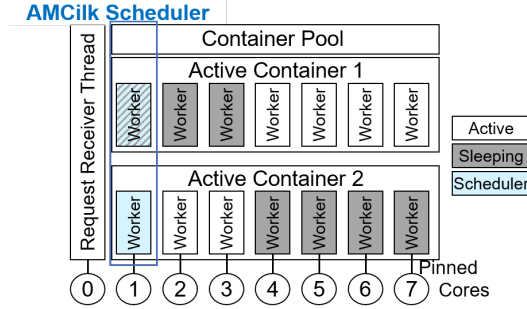 AMCilk Scheduler
Request Receiver Thread
Container Pool
Active Container 1
Worker
Worker
Worker
Worker
Worker
Worker
Worker
Active Container 2
Worker
Worker
Worker
Worker
Worker
Worker
Worker
Active
Sleeping
Scheduler
0
1
2
3
4
5
6
7
Pinned
Cores